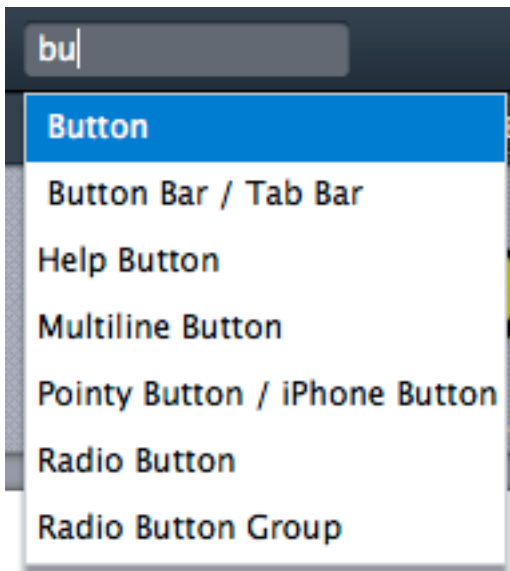 bu
Button
Button Bar / Tab Bar
Help Button
Multiline Button
Pointy Button / iPhone Button
Radio Button
Radio Button Group